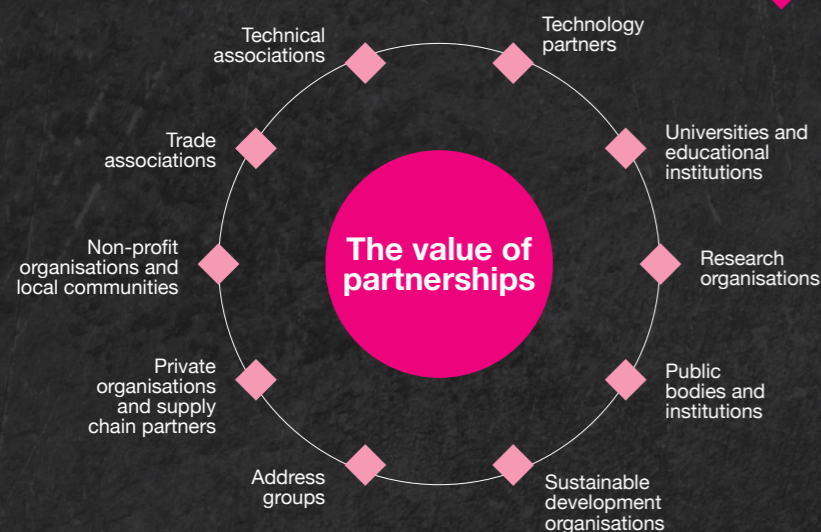 Technical
associations
Technology
partners
Trade
associations
Universities and
educational
institutions
Non-profit
organisations and
local communities
The value of
partnerships
Research
organisations
Private
organisations
and supply
chain partners
Public
bodies and
institutions
Address
groups
Sustainable
development
organisations